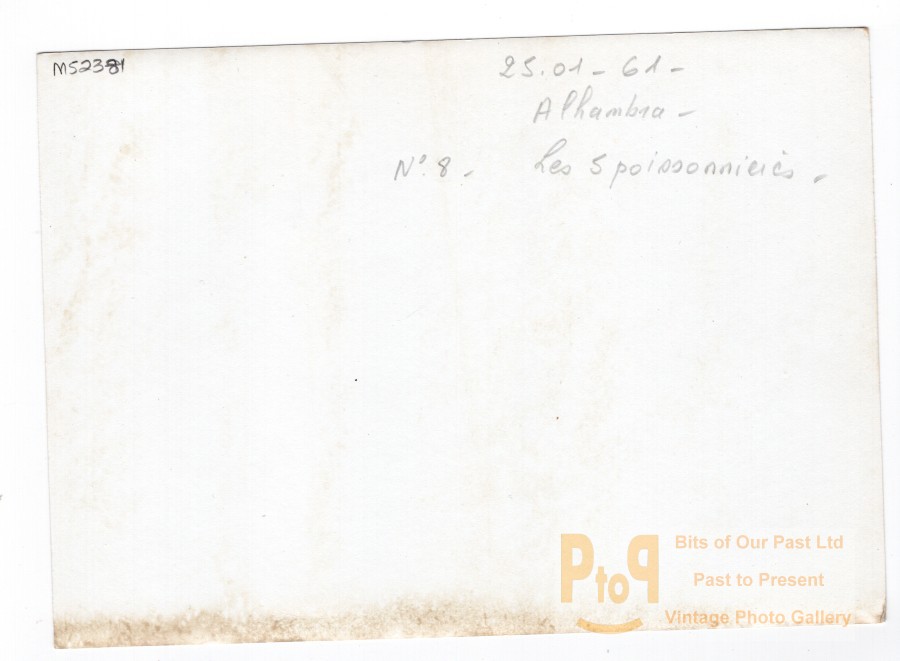 MS2381
25.01-61-
Alhambra-
N°.8- Les 5 poissonnières-
PtoP
Bits of Our Past Ltd
Past to Present
Vintage Photo Gallery